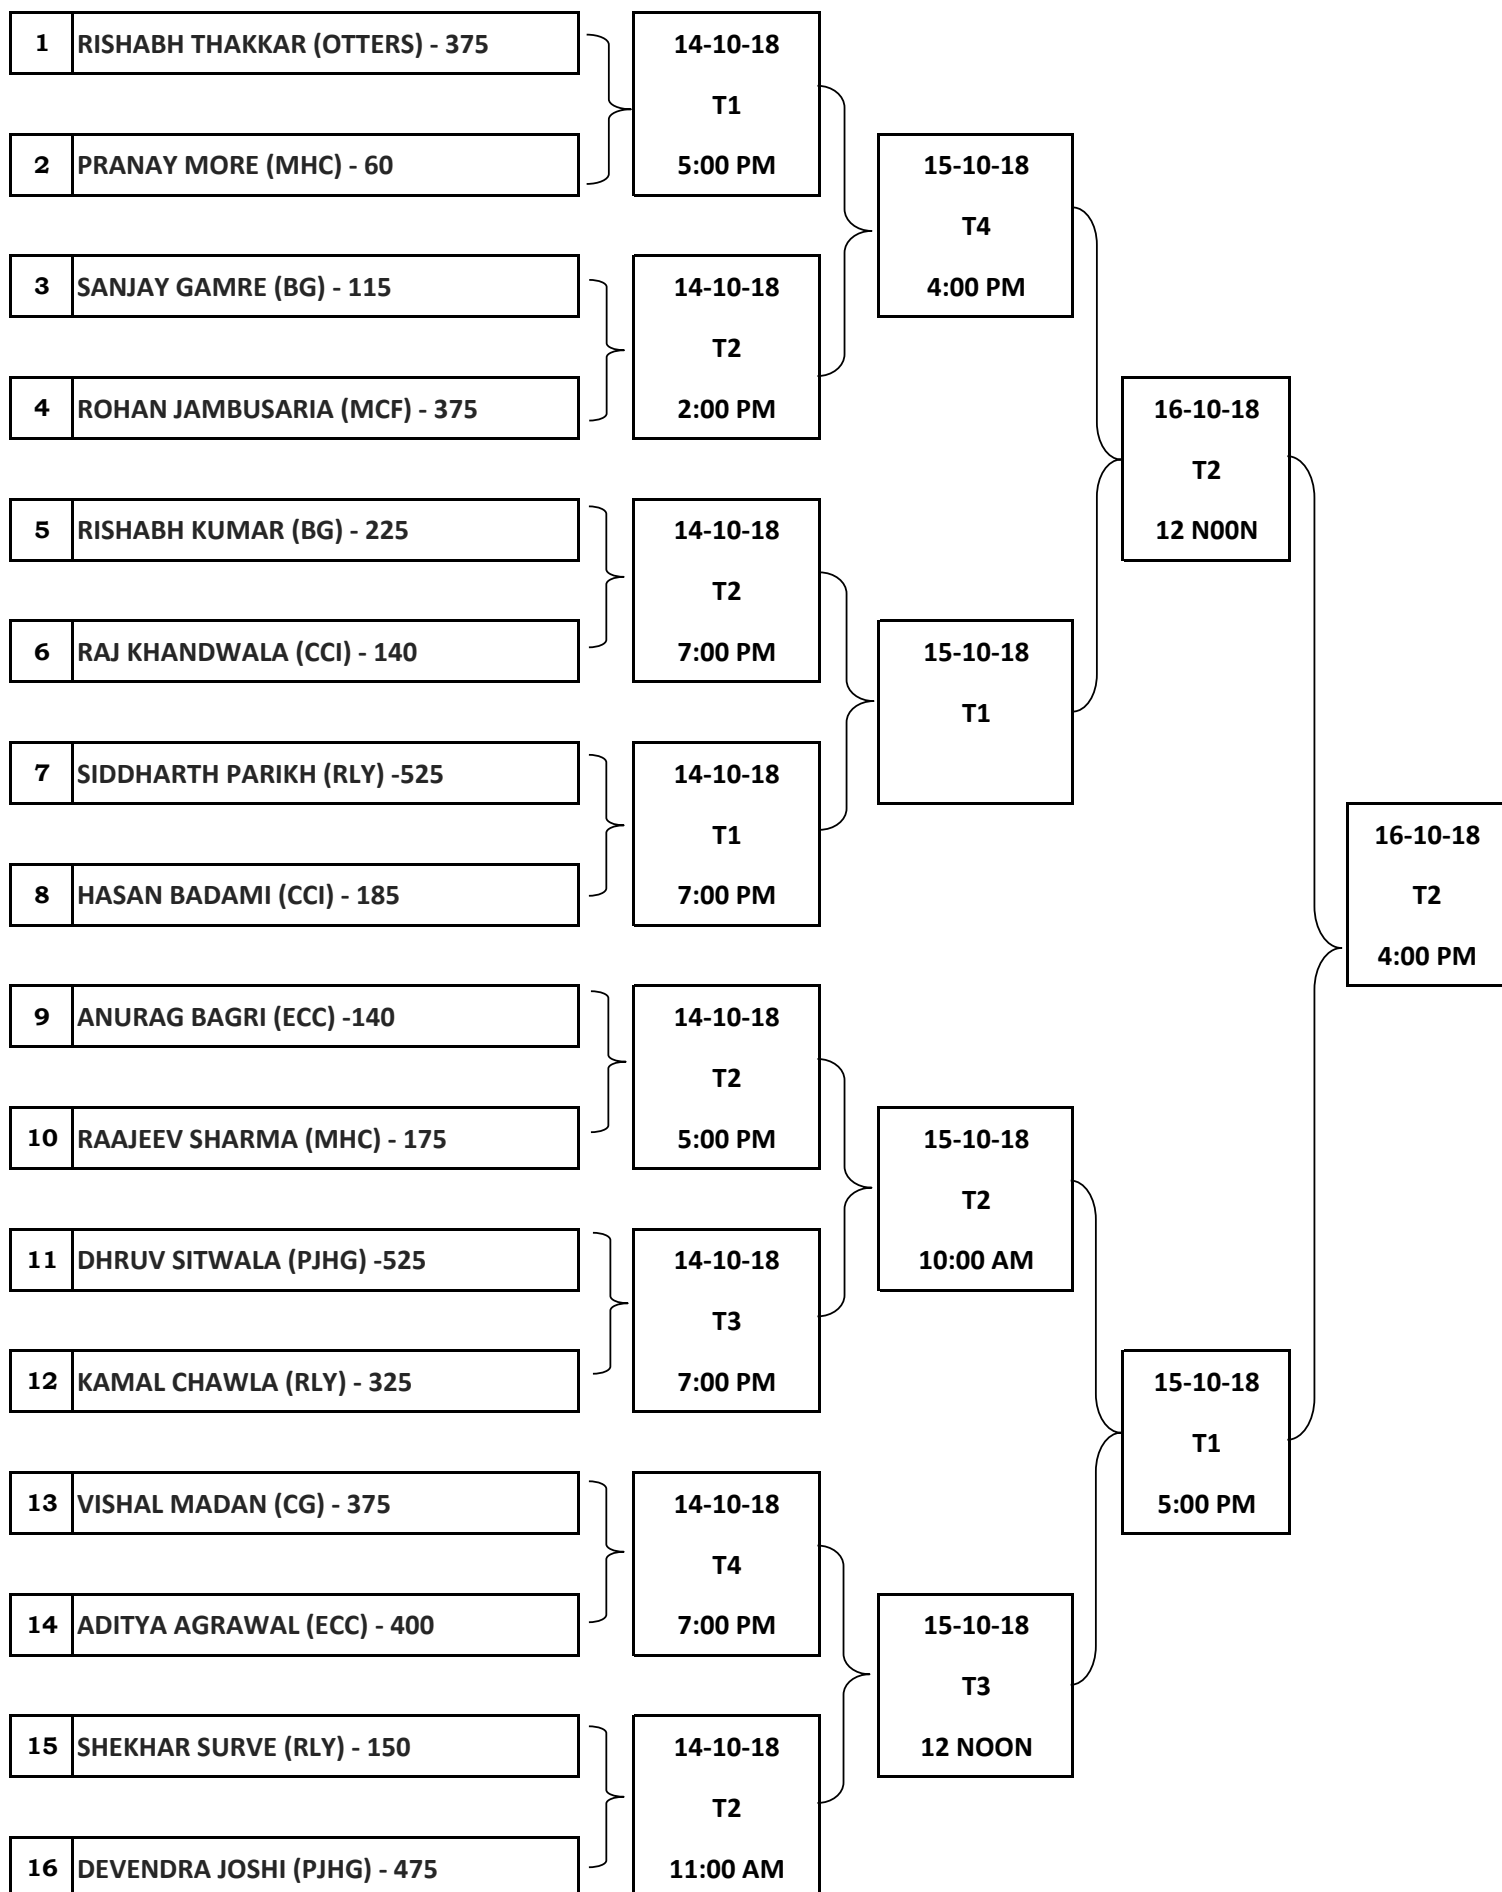 1 RISHABH THAKKAR (OTTERS) - 375
14-10-18
T1
2 PRANAY MORE (MHC) - 60
5:00 PM
15-10-18
T4
3 SANJAY GAMRE (BG) - 115
14-10-18
4:00 PM
T2
4 ROHAN JAMBUSARIA (MCF) - 375
2:00 PM
16-10-18
T2
5 RISHABH KUMAR (BG) - 225
14-10-18
12 N00N
T2
6 RAJ KHANDWALA (CCI) - 140
7:00 PM
15-10-18
T1
7 SIDDHARTH PARIKH (RLY) -525
14-10-18
T1
16-10-18
8 HASAN BADAMI (CCI) - 185
7:00 PM
T2
4:00 PM
9 ANURAG BAGRI (ECC) -140
14-10-18
T2
10 RAAJEEV SHARMA (MHC) - 175
5:00 PM
15-10-18
T2
11 DHRUV SITWALA (PJHG) -525
14-10-18
10:00 AM
T3
12 KAMAL CHAWLA (RLY) - 325
7:00 PM
15-10-18
T1
13 VISHAL MADAN (CG) - 375
14-10-18
5:00 PM
T4
14 ADITYA AGRAWAL (ECC) - 400
7:00 PM
15-10-18
T3
15 SHEKHAR SURVE (RLY) - 150
14-10-18
12 NOON
T2
16 DEVENDRA JOSHI (PJHG) - 475
11:00 AM